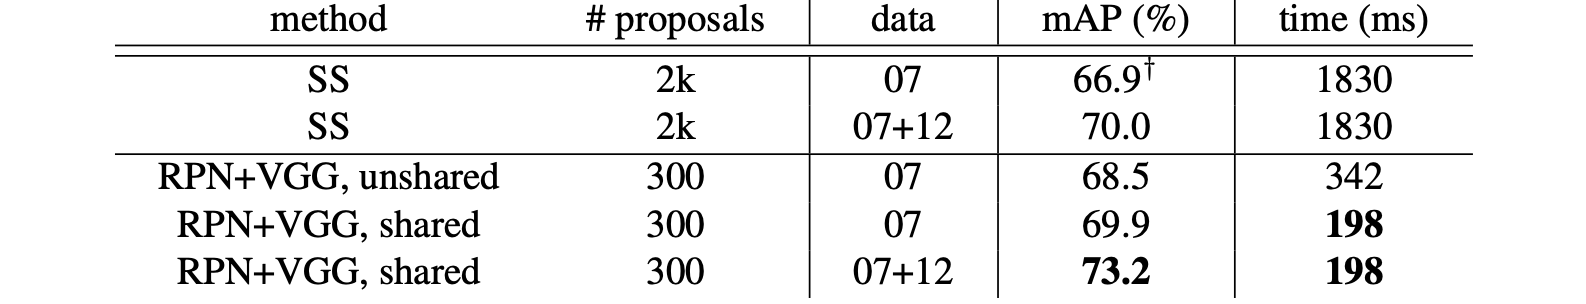 method # proposals data mAP (%) time (ms)
SS 2k 07 66.9† 1830
SS 2k 07+12 70.0 1830
RPN+VGG, unshared 300 07 68.5 342
RPN+VGG, shared 300 07 69.9 198
RPN+VGG, shared 300 07+12 73.2 198